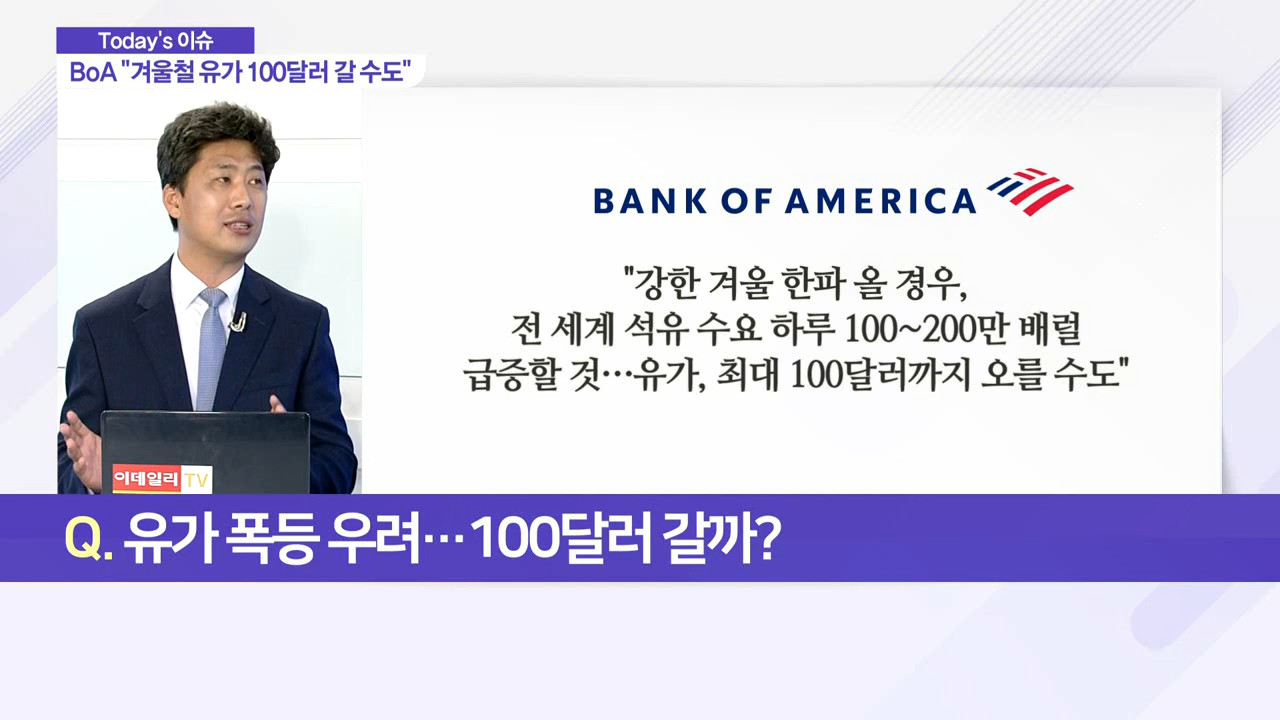 Today's 이슈
BoA "겨울철 유가 100달러 갈 수도"
BANK OF AMERICA
"강한 겨울 한파 올 경우,
전 세계 석유 수요 하루 100~200만 배럴
급증할 것…유가, 최대 100달러까지 오를 수도"
이데일리 TV
Q. 유가 폭등 우려…100달러 갈까?